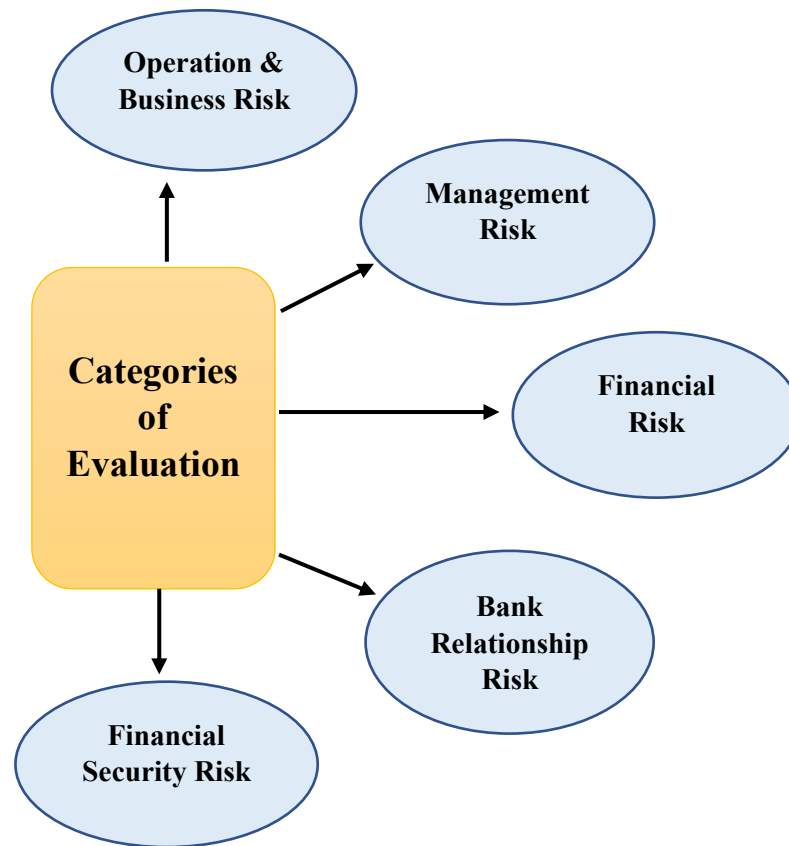 Operation &
Business Risk
Management
Risk
Categories
of
Evaluation
Financial
Risk
Bank
Relationship
Risk
Financial
Security Risk